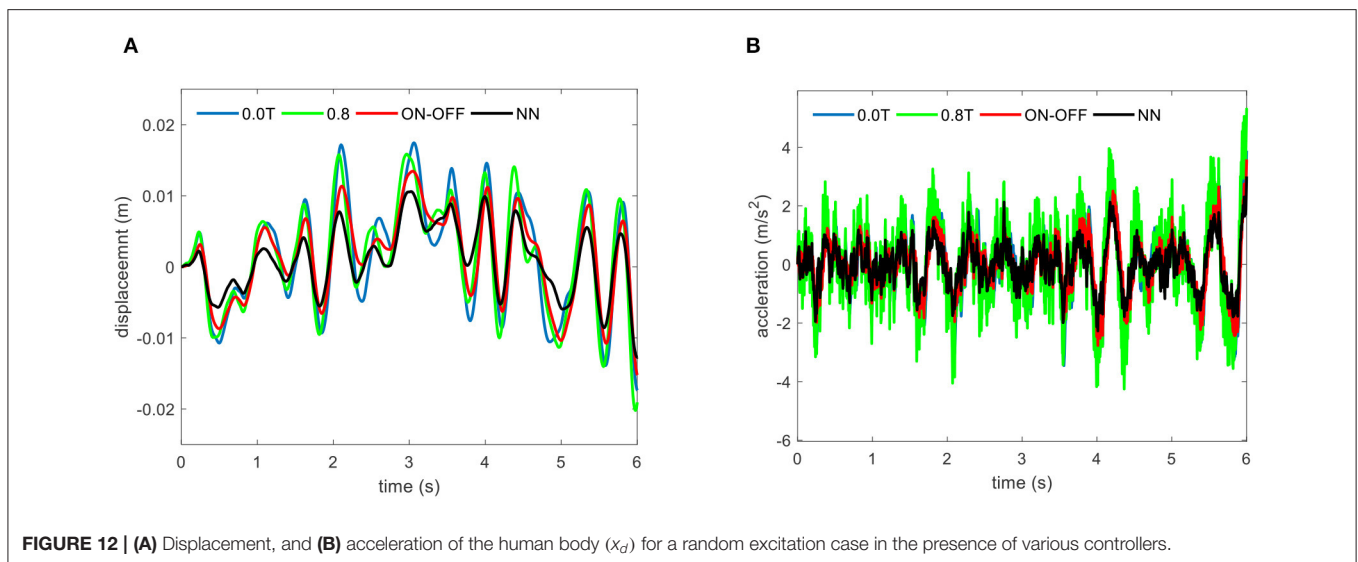 A
B
0.0T 0.8 ON-OFF NN
0.02
0.01
0
-0.01
-0.02
displaceemnt (m)
0 1 2 3 4 5 6
time (s)
0.0T 0.8T ON-OFF NN
4
2
0
-2
-4
-6
accleration (m/s²)
0 1 2 3 4 5 6
time (s)
FIGURE 12 | (A) Displacement, and (B) acceleration of the human body (x_d) for a random excitation case in the presence of various controllers.